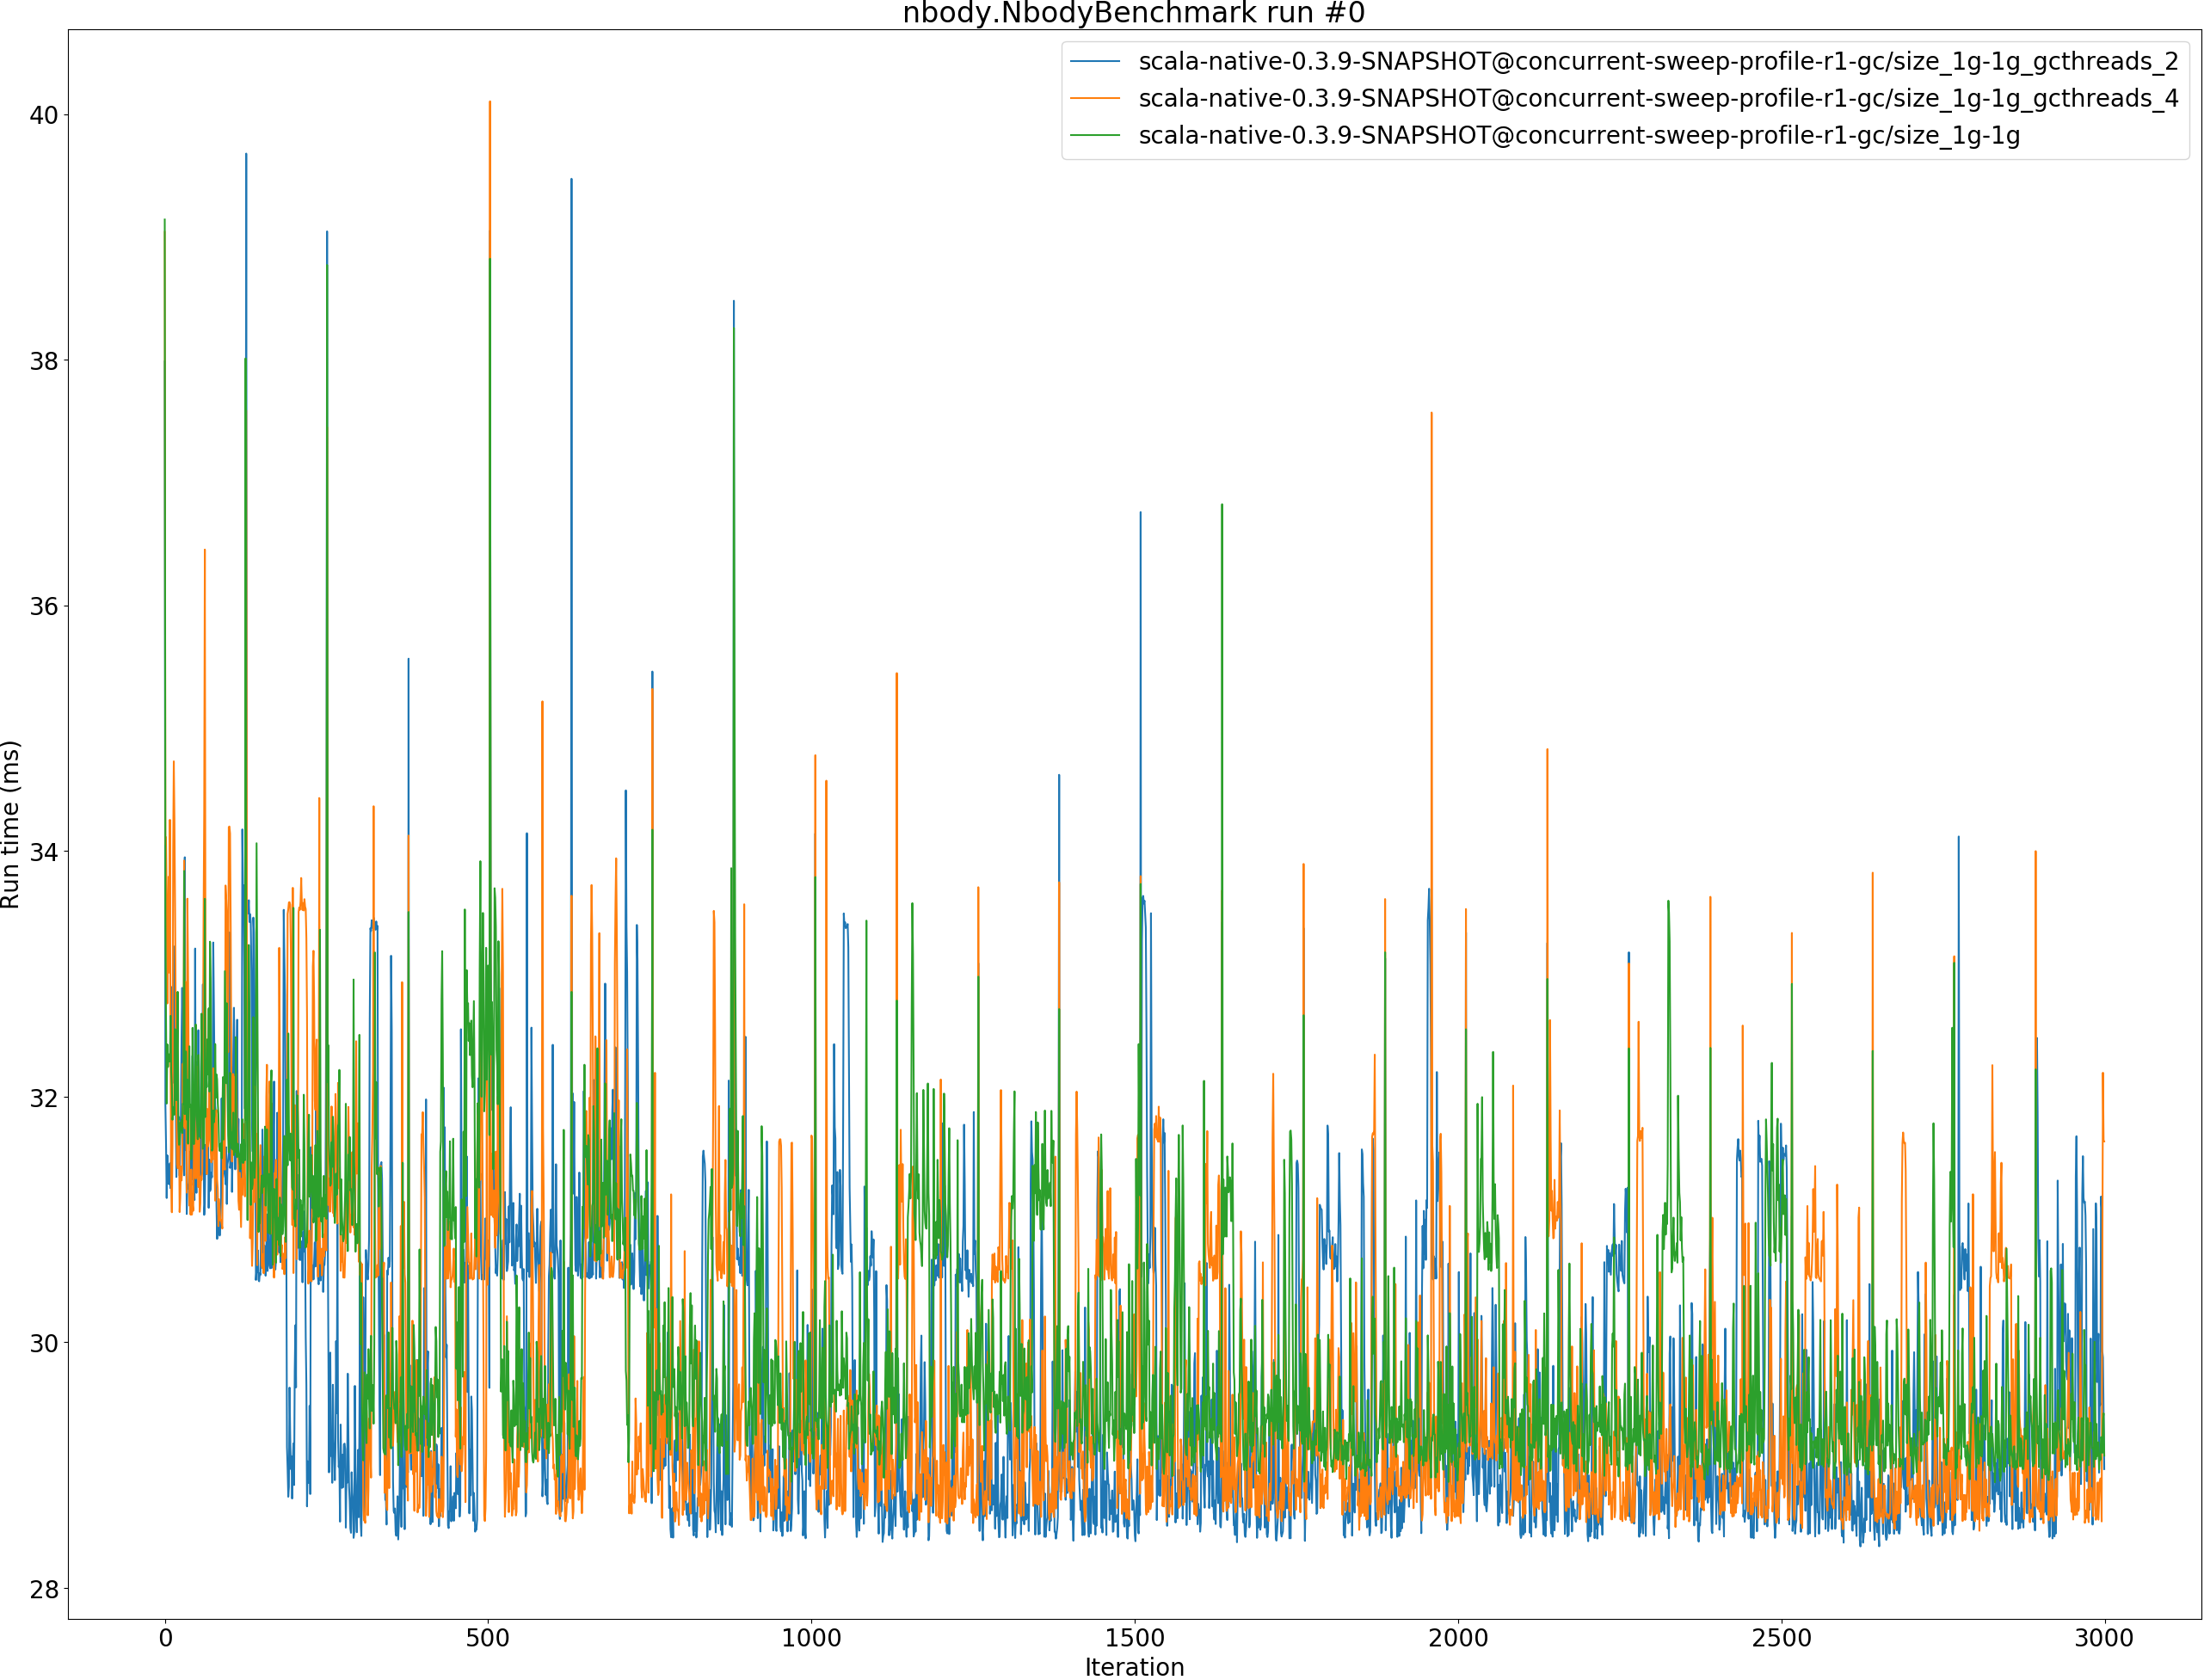 nbody.NbodyBenchmark run #0
scala-native-0.3.9-SNAPSHOT@concurrent-sweep-profile-r1-gc/size_1g-1g_gcthreads_2
scala-native-0.3.9-SNAPSHOT@concurrent-sweep-profile-r1-gc/size_1g-1g_gcthreads_4
scala-native-0.3.9-SNAPSHOT@concurrent-sweep-profile-r1-gc/size_1g-1g
40
38
36
34
32
30
28
Run time (ms)
0 500 1000 1500 2000 2500 3000
Iteration